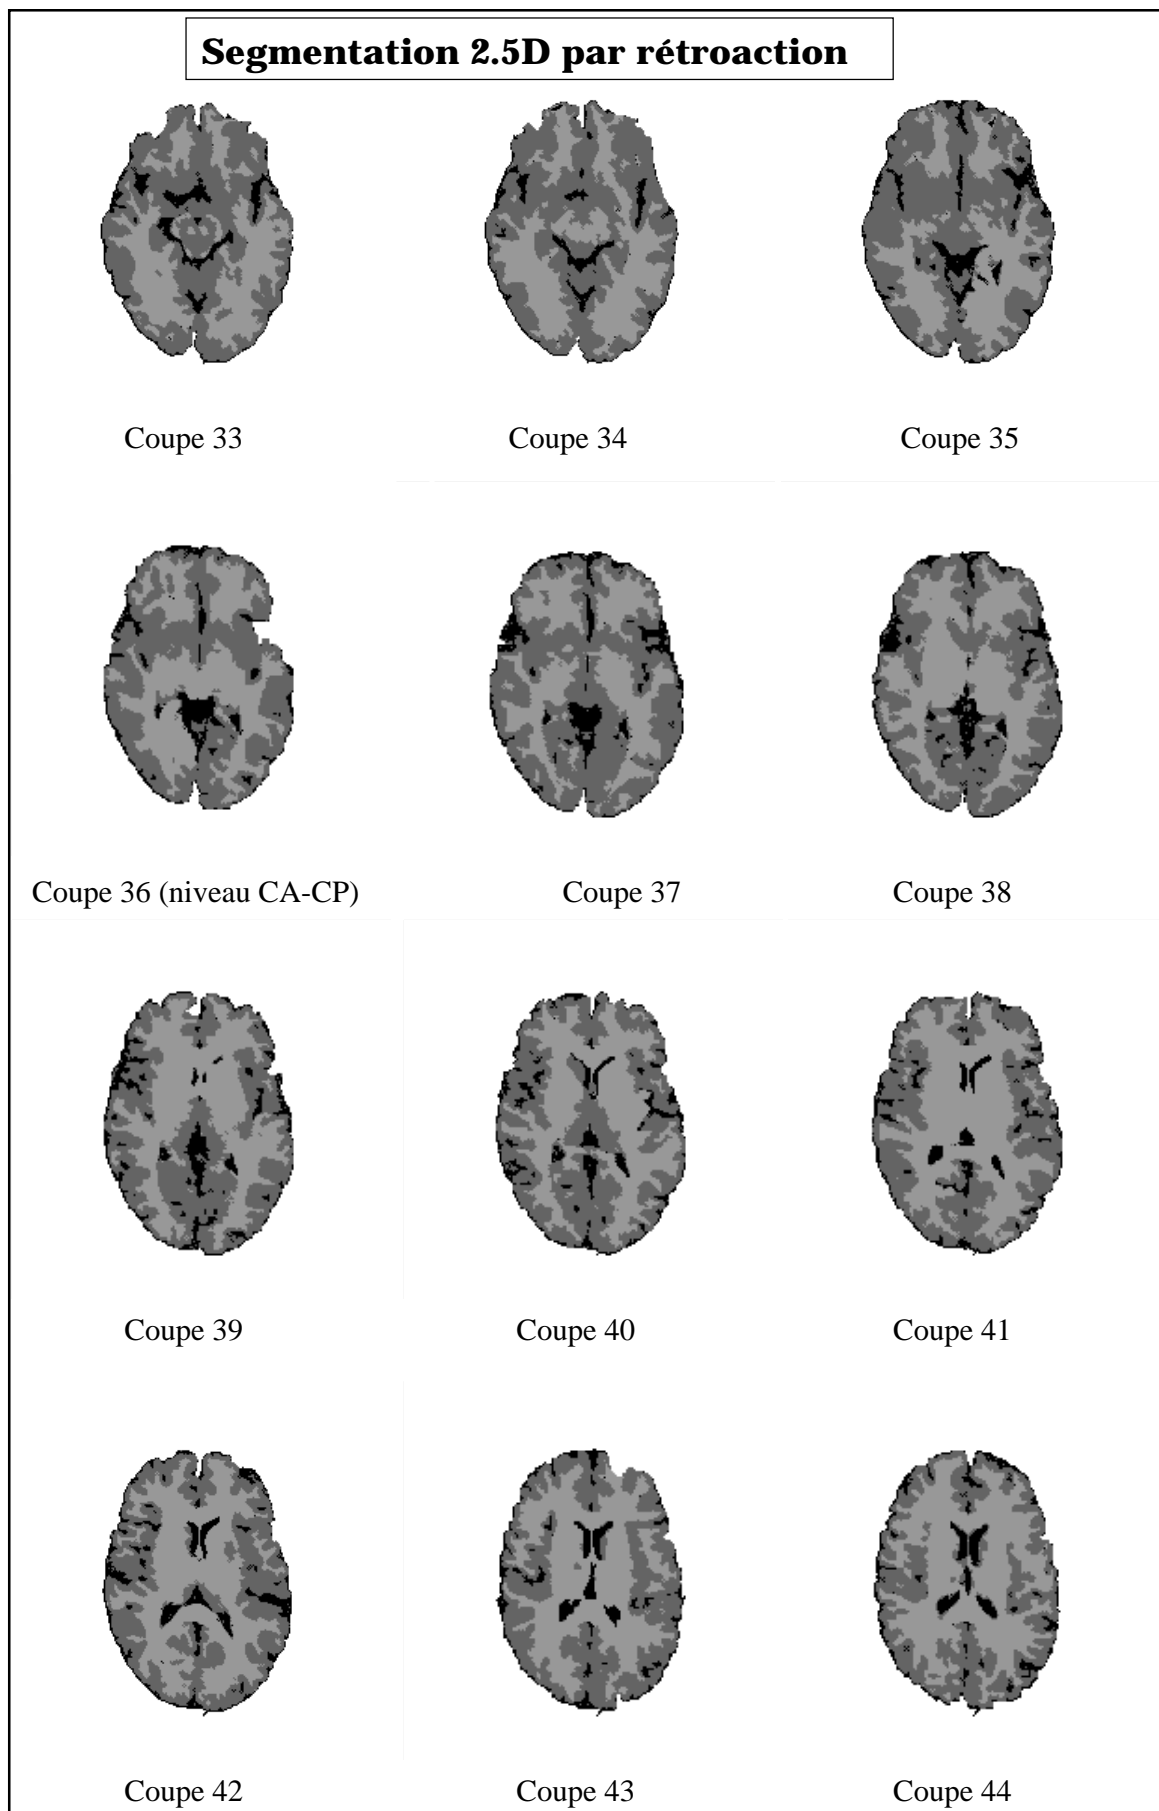 Segmentation 2.5D par rétroaction
Coupe 33
Coupe 34
Coupe 35
Coupe 36 (niveau CA-CP)
Coupe 37
Coupe 38
Coupe 39
Coupe 40
Coupe 41
Coupe 42
Coupe 43
Coupe 44